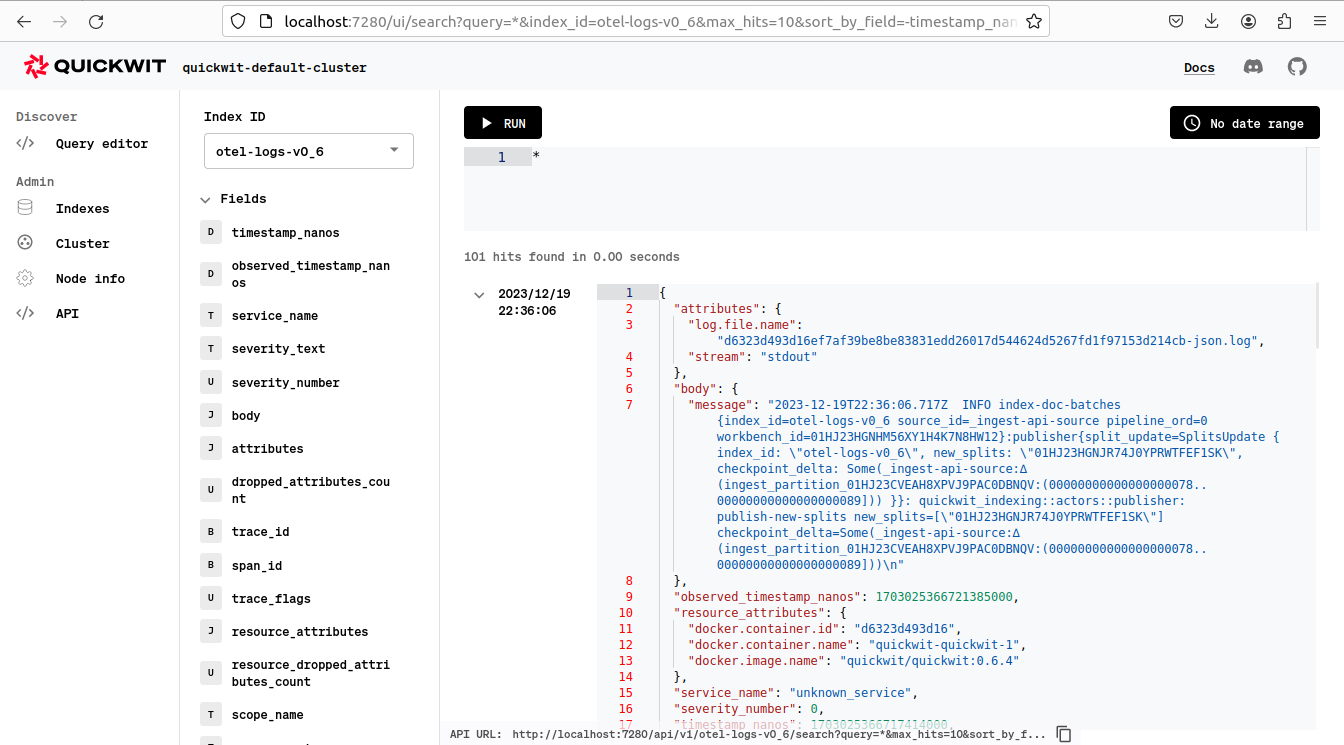 localhost:7280/ui/search?query=*&index_id=otel-logs-v0_6&max_hits=10&sort_by_field=-timestamp_nan
QUICKWIT
quickwit-default-cluster
Docs
Discover
Query editor
Admin
Indexes
Cluster
Node info
API
Index ID
otel-logs-v0_6
Fields
D timestamp_nanos
D observed_timestamp_nan
os
T service_name
T severity_text
U severity_number
J body
J attributes
U dropped_attributes_cou
nt
B trace_id
B span_id
U trace_flags
J resource_attributes
U resource_dropped_attri
butes_count
T scope_name
RUN
No date range
1 *
101 hits found in 0.00 seconds
2023/12/19
22:36:06
1 {
2 "attributes": {
3 "log.file.name":
"d6323d493d16ef7af39be8be83831edd26017d544624d5267fd1f97153d214cb-json.log",
4 "stream": "stdout"
5 },
6 "body": {
7 "message": "2023-12-19T22:36:06.717Z  INFO index-doc-batches
{index_id=otel-logs-v0_6 source_id=_ingest-api-source pipeline_ord=0
workbench_id=01HJ23HGNHM56XY1H4K7N8HW12}:publisher{split_update=SplitsUpdate {
index_id: \"otel-logs-v0_6\", new_splits: \"01HJ23HGNJR74J0YPRWTFEF1SK\",
checkpoint_delta: Some(_ingest-api-source:∆
(ingest_partition_01HJ23CVEAH8XPVJ9PAC0DBNQV:(00000000000000000078..
00000000000000000089])) }}: quickwit_indexing::actors::publisher:
publish-new-splits new_splits=[\"01HJ23HGNJR74J0YPRWTFEF1SK\"]
checkpoint_delta=Some(_ingest-api-source:∆
(ingest_partition_01HJ23CVEAH8XPVJ9PAC0DBNQV:(00000000000000000078..
00000000000000000089]))\n"
8 },
9 "observed_timestamp_nanos": 1703025366721385000,
10 "resource_attributes": {
11 "docker.container.id": "d6323d493d16",
12 "docker.container.name": "quickwit-quickwit-1",
13 "docker.image.name": "quickwit/quickwit:0.6.4"
14 },
15 "service_name": "unknown_service",
16 "severity_number": 0,
17 "timestamp_nanos": 1703025366717414000,
API URL: http://localhost:7280/api/v1/otel-logs-v0_6/search?query=*&max_hits=10&sort_by_f...